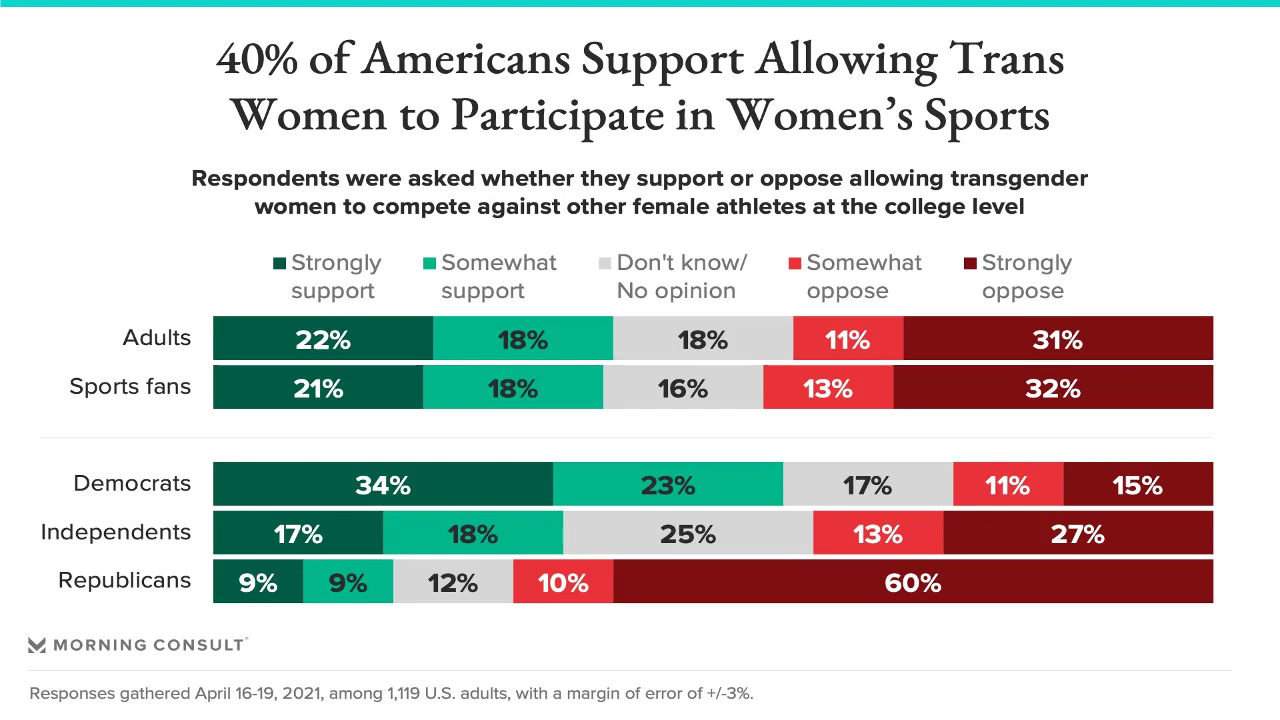 40% of Americans Support Allowing Trans
Women to Participate in Women’s Sports
Respondents were asked whether they support or oppose allowing transgender
women to compete against other female athletes at the college level
Strongly support
Somewhat support
Don't know/ No opinion
Somewhat oppose
Strongly oppose
Adults 22% 18% 18% 11% 31%
Sports fans 21% 18% 16% 13% 32%
Democrats 34% 23% 17% 11% 15%
Independents 17% 18% 25% 13% 27%
Republicans 9% 9% 12% 10% 60%
MORNING CONSULT
Responses gathered April 16-19, 2021, among 1,119 U.S. adults, with a margin of error of +/-3%.